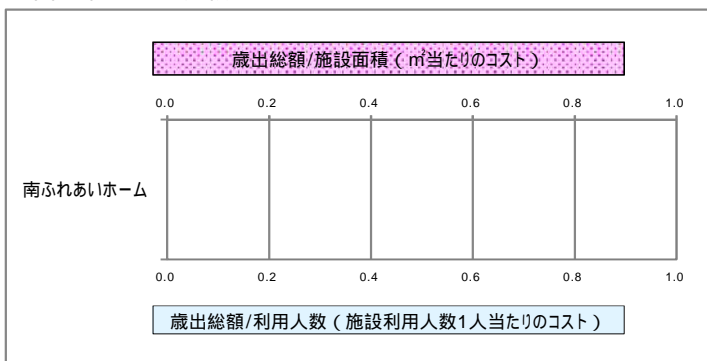 歳出総額/施設面積（㎡当たりのコスト）
0.0 0.2 0.4 0.6 0.8 1.0
南ふれあいホーム
0.0 0.2 0.4 0.6 0.8 1.0
歳出総額/利用人数（施設利用人数1人当たりのコスト）